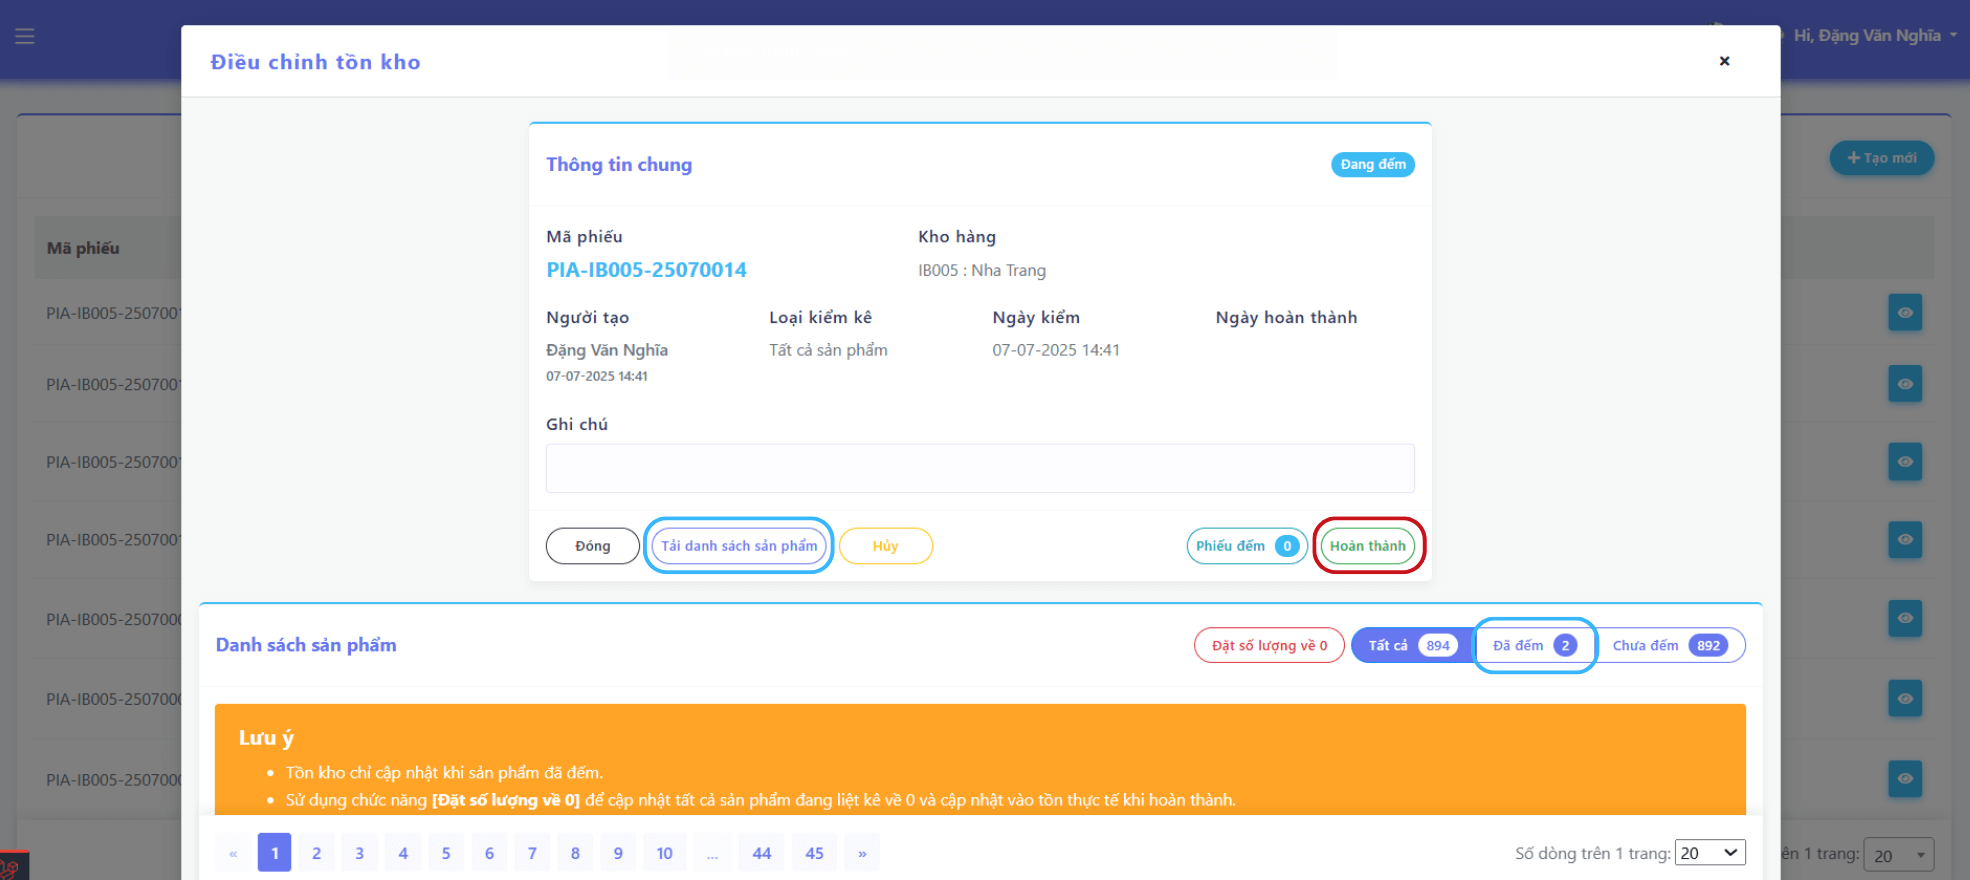 Hi, Đặng Văn Nghĩa
Điều chỉnh tồn kho
×
Tạo mới
Thông tin chung
Đang đếm
Mã phiếu
Mã phiếu
Kho hàng
PIA-IB005-25070014
IB005 : Nha Trang
PIA-IB005-250700
Người tạo
Loại kiểm kê
Ngày kiểm
Ngày hoàn thành
Đặng Văn Nghĩa
Tất cả sản phẩm
07-07-2025 14:41
07-07-2025 14:41
PIA-IB005-250700
Ghi chú
PIA-IB005-250700
PIA-IB005-250700
Đóng
Tải danh sách sản phẩm
Hủy
Phiếu đếm 0
Hoàn thành
PIA-IB005-250700
Danh sách sản phẩm
Đặt số lượng về 0
Tất cả 894
Đã đếm 2
Chưa đếm 892
PIA-IB005-250700
Lưu ý
• Tồn kho chỉ cập nhật khi sản phẩm đã đếm.
PIA-IB005-250700
• Sử dụng chức năng [Đặt số lượng về 0] để cập nhật tất cả sản phẩm đang liệt kê về 0 và cập nhật vào tồn thực tế khi hoàn thành.
« 1 2 3 4 5 6 7 8 9 10 ... 44 45 »
Số dòng trên 1 trang: 20
ên 1 trang: 20